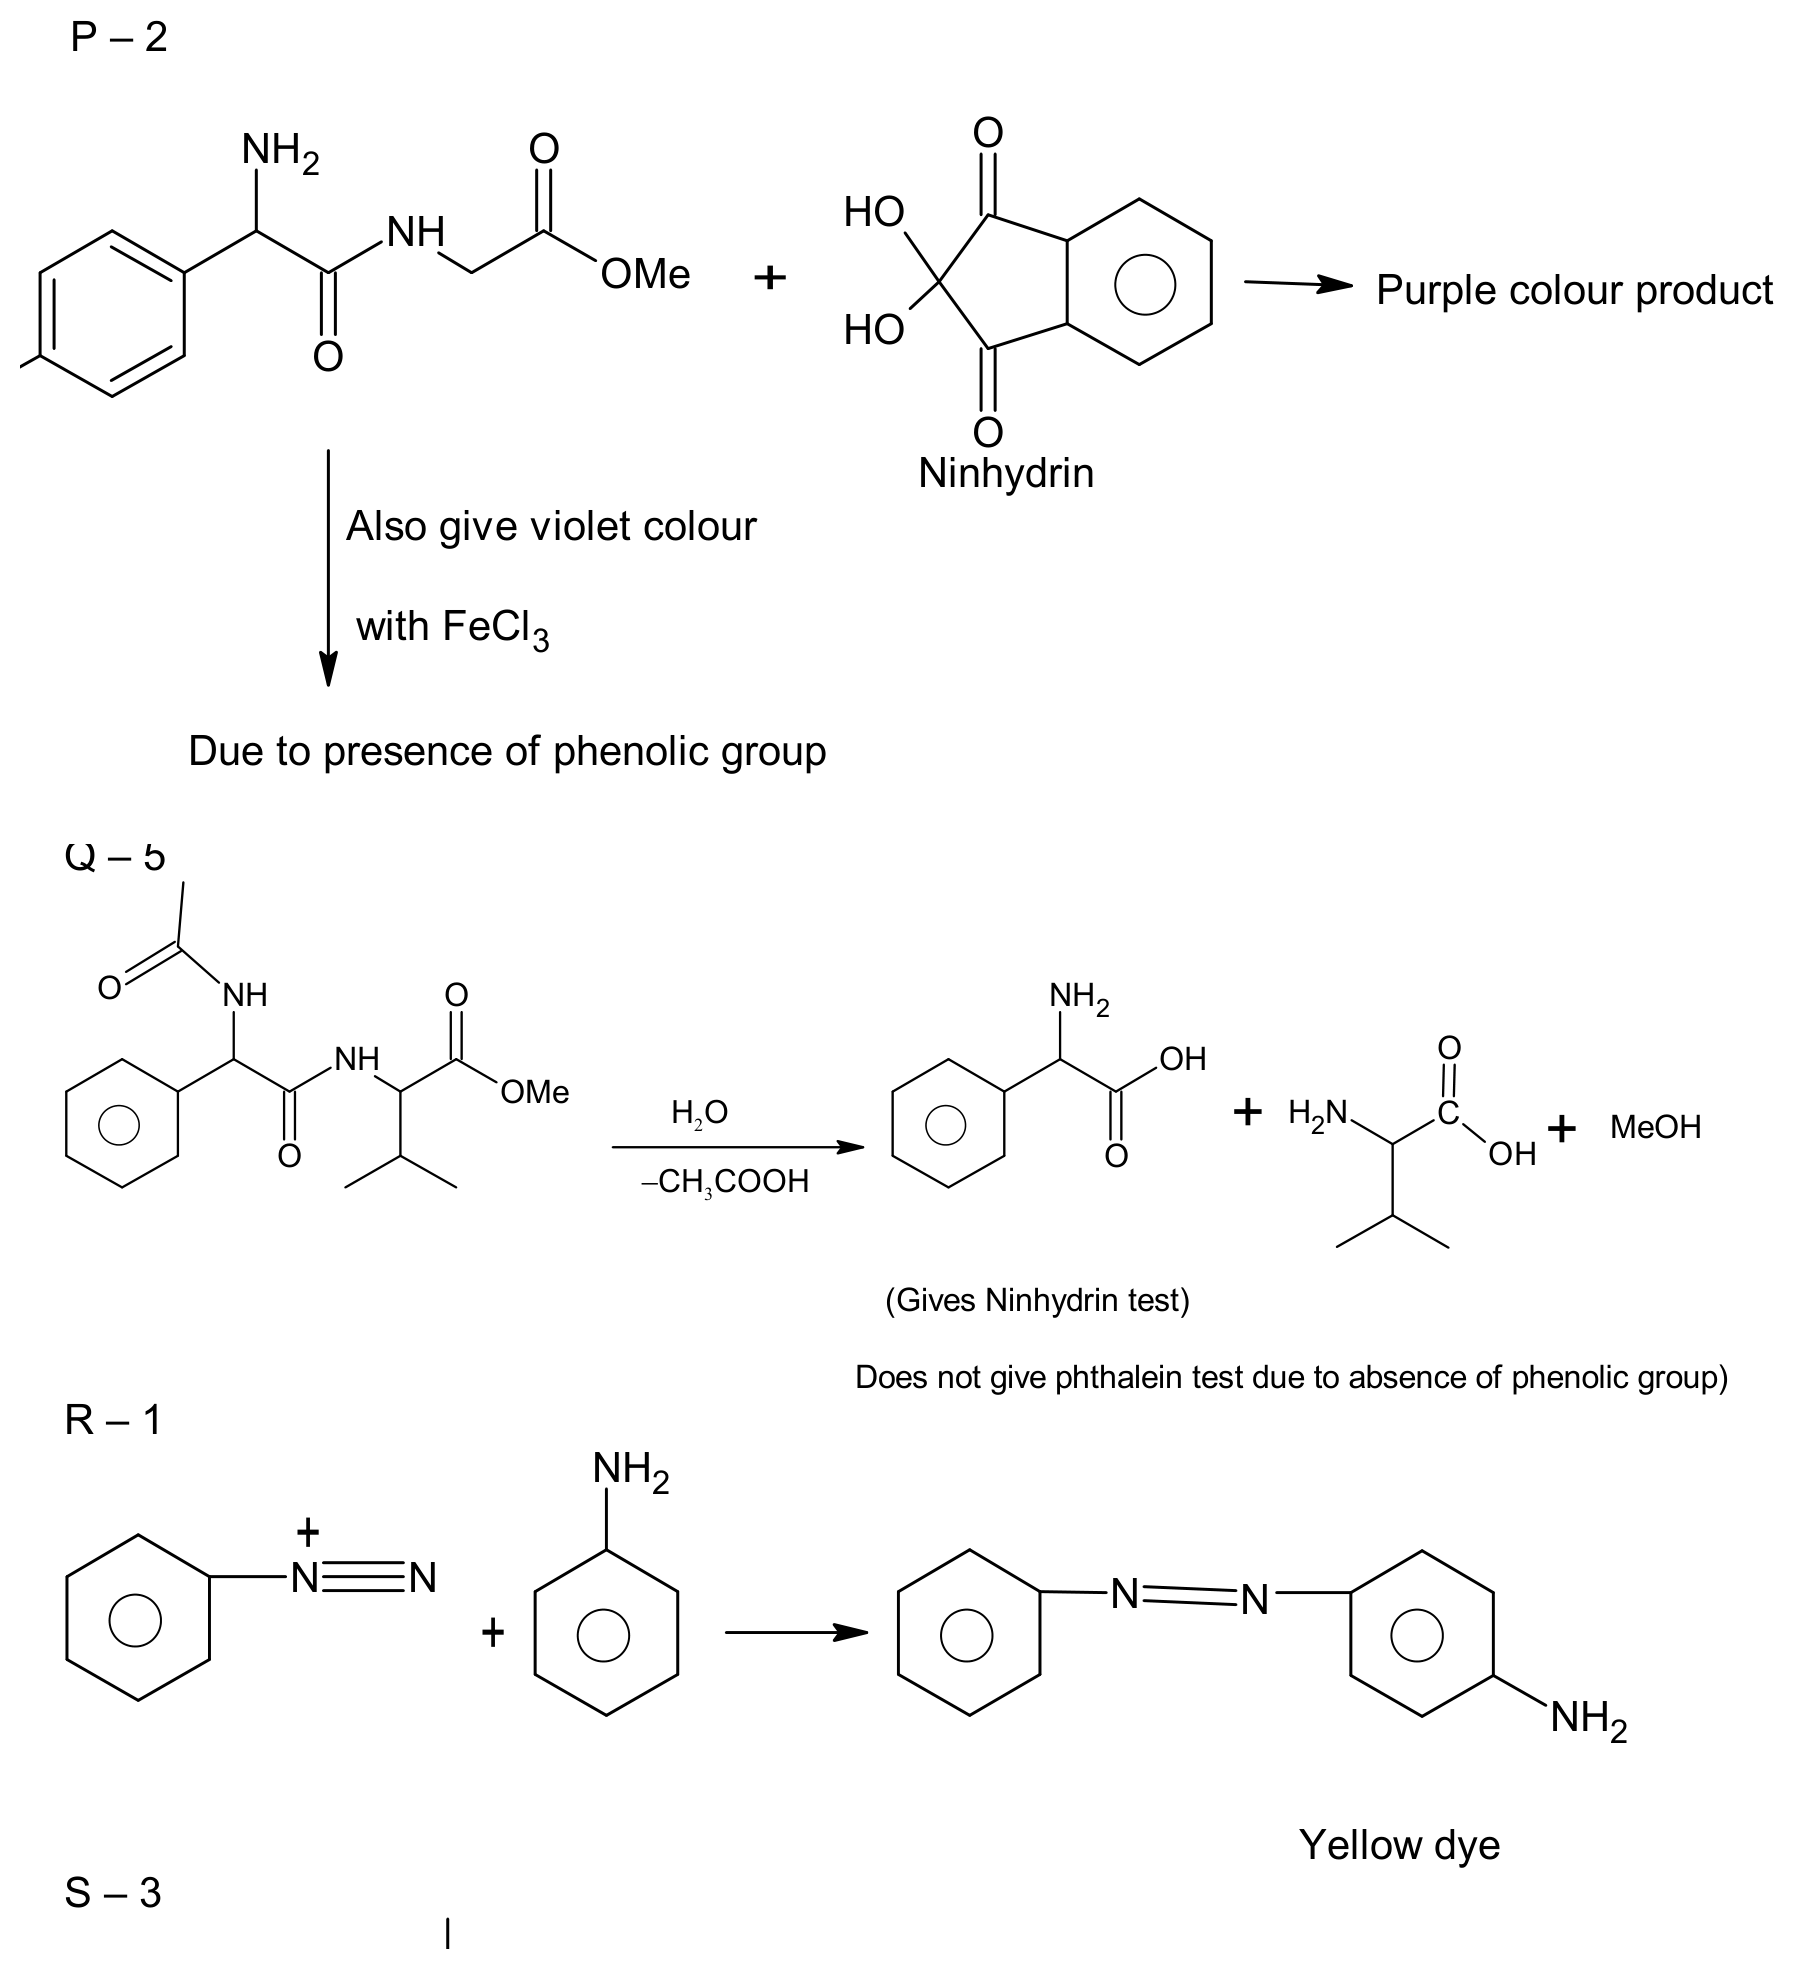 P – 2
NH2 O
O
HO
NH
OMe + Purple colour product
HO
O
O
Ninhydrin
Also give violet colour
with FeCl3
Due to presence of phenolic group
Q – 5
O
NH
O
NH
OMe
O
H2O
–CH3COOH
NH2
OH
O
+ H2N
O
C
OH + MeOH
(Gives Ninhydrin test)
Does not give phthalein test due to absence of phenolic group)
R – 1
NH2
+
N N
+
N N
NH2
Yellow dye
S – 3